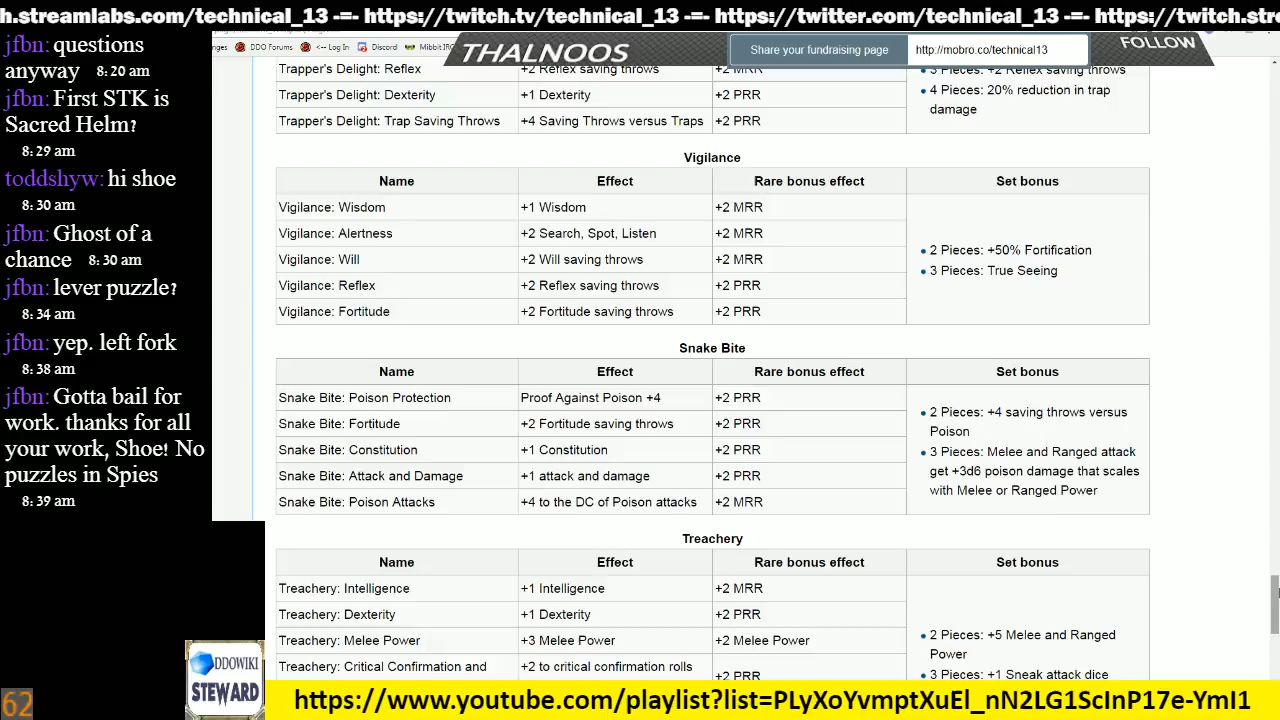 h.streamlabs.com/technical_13 -=- https://twitch.tv/technical_13 -=- https://twitter.com/technical_13 -=- https://twitch.stre
jfbn: questions
anyway 8:20 am
jfbn: First STK is
Sacred Helm?
8:29 am
toddshyw: hi shoe
8:30 am
jfbn: Ghost of a
chance 8:30 am
jfbn: lever puzzle?
8:34 am
jfbn: yep. left fork
8:38 am
jfbn: Gotta bail for
work. thanks for all
your work, Shoe! No
puzzles in Spies
8:39 am
nges DDO Forums <-- Log In Discord Mibbit IR
THALNOOS
Share your fundraising page http://mobro.co/technical13
FOLLOW
Trapper's Delight: Reflex +2 Reflex saving throws +2 MRR
3 Pieces: +2 Reflex saving throws
Trapper's Delight: Dexterity +1 Dexterity +2 PRR
4 Pieces: 20% reduction in trap
damage
Trapper's Delight: Trap Saving Throws +4 Saving Throws versus Traps +2 PRR
Vigilance
Name Effect Rare bonus effect Set bonus
Vigilance: Wisdom +1 Wisdom +2 MRR
Vigilance: Alertness +2 Search, Spot, Listen +2 MRR
Vigilance: Will +2 Will saving throws +2 MRR
Vigilance: Reflex +2 Reflex saving throws +2 PRR
Vigilance: Fortitude +2 Fortitude saving throws +2 PRR
2 Pieces: +50% Fortification
3 Pieces: True Seeing
Snake Bite
Name Effect Rare bonus effect Set bonus
Snake Bite: Poison Protection Proof Against Poison +4 +2 PRR
Snake Bite: Fortitude +2 Fortitude saving throws +2 PRR
Snake Bite: Constitution +1 Constitution +2 PRR
Snake Bite: Attack and Damage +1 attack and damage +2 PRR
Snake Bite: Poison Attacks +4 to the DC of Poison attacks +2 MRR
2 Pieces: +4 saving throws versus
Poison
3 Pieces: Melee and Ranged attack
get +3d6 poison damage that scales
with Melee or Ranged Power
Treachery
Name Effect Rare bonus effect Set bonus
Treachery: Intelligence +1 Intelligence +2 MRR
Treachery: Dexterity +1 Dexterity +2 PRR
Treachery: Melee Power +3 Melee Power +2 Melee Power
Treachery: Critical Confirmation and +2 to critical confirmation rolls +2 PRR
2 Pieces: +5 Melee and Ranged
Power
3 Pieces: +1 Sneak attack dice
DDOWIKI
STEWARD
62
https://www.youtube.com/playlist?list=PLyXoYvmptXuEl_nN2LG1ScInP17e-YmI1